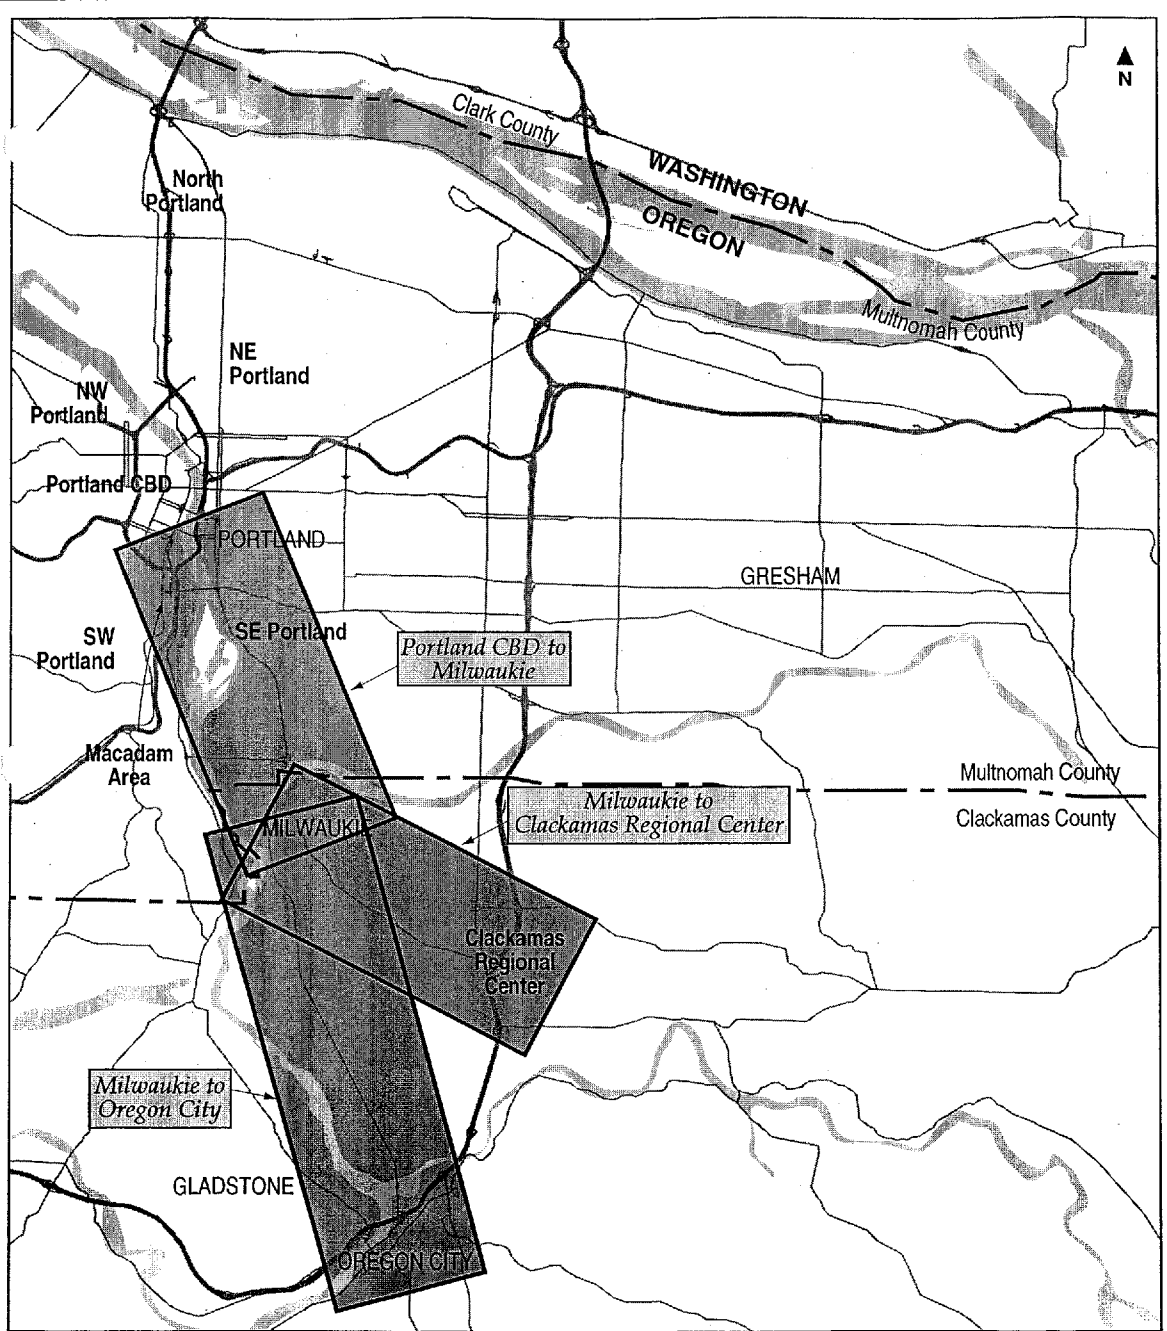 N
Clark County
WASHINGTON
OREGON
North
Portland
Multnomah County
NE
Portland
NW
Portland
Portland CBD
PORTLAND
GRESHAM
SE Portland
SW
Portland
Portland CBD to
Milwaukie
Macadam
Area
Multnomah County
Clackamas County
Milwaukie to
Clackamas Regional Center
MILWAUKIE
Clackamas
Regional
Center
Milwaukie to
Oregon City
GLADSTONE
OREGON CITY